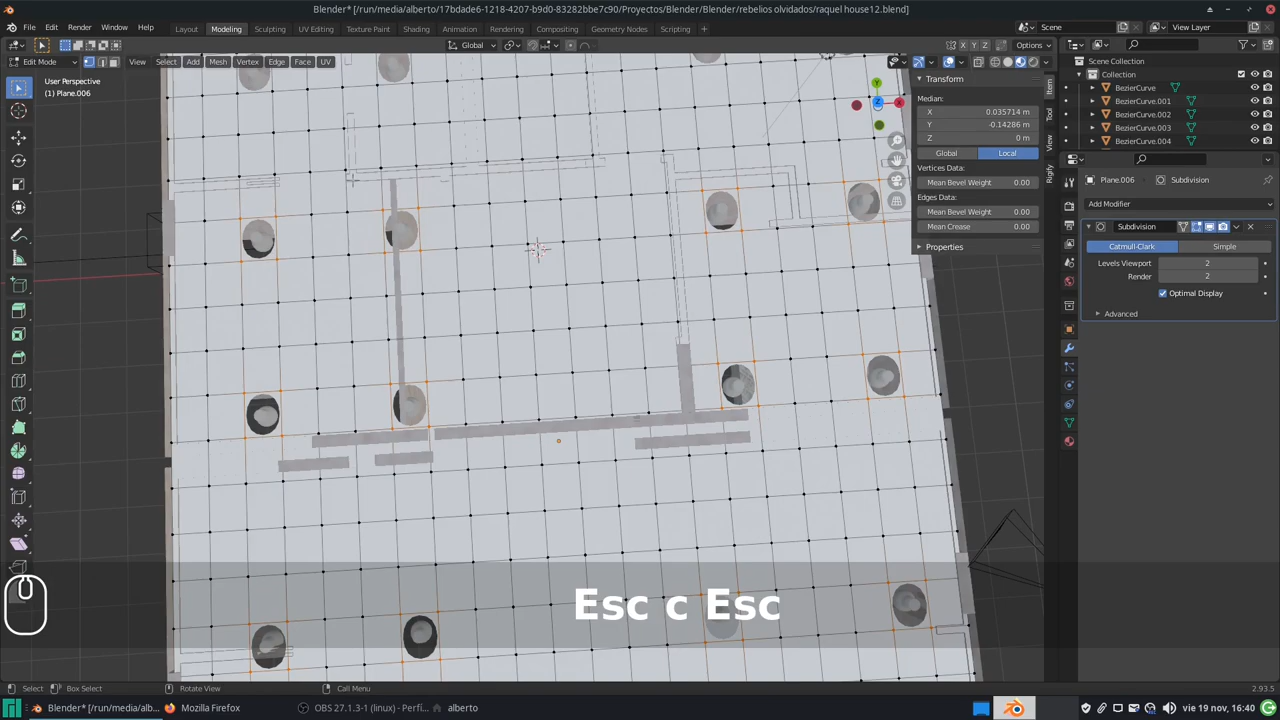 Blender* [/run/media/alberto/17bdade6-1218-4207-b9d0-83282bbe7c90/Proyectos/Blender/Blender/rebelios olvidados/raquel house12.blend]
File Edit Render Window Help Layout Modeling Sculpting UV Editing Texture Paint Shading Animation Rendering Compositing Geometry Nodes Scripting Scene View Layer
Global X Y Z Options
Edit Mode View Select Add Mesh Vertex Edge Face UV
User Perspective
(1) Plane.006
Y
Z
X
Transform
Median:
X 0.035714 m
Y -0.14286 m
Z 0 m
Global Local
Vertices Data:
Mean Bevel Weight 0.00
Edges Data:
Mean Bevel Weight 0.00
Mean Crease 0.00
Properties
Item
Tool
View
Rigify
Scene Collection
Collection
BezierCurve
BezierCurve.001
BezierCurve.002
BezierCurve.003
BezierCurve.004
Plane.006 Subdivision
Add Modifier
Subdivision
Catmull-Clark Simple
Levels Viewport 2
Render 2
Optimal Display
Advanced
Esc c Esc
Select Box Select Rotate View Call Menu 2.93.5
Blender* [/run/media/alb... Mozilla Firefox OBS 27.1.3-1 (linux) - Perfí... alberto vie 19 nov, 16:40